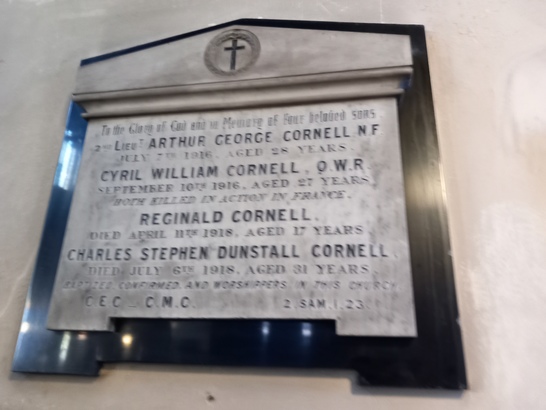 To the Glory of God and in Memory of four beloved sons.
2ND LIEUT ARTHUR GEORGE CORNELL N F
JULY 7TH 1916, AGED 28 YEARS.
CYRIL WILLIAM CORNELL, Q.W.R.
SEPTEMBER 10TH 1916, AGED 27 YEARS,
BOTH KILLED IN ACTION IN FRANCE.
REGINALD CORNELL.
DIED APRIL 11TH 1918, AGED 17 YEARS.
CHARLES STEPHEN DUNSTALL CORNELL.
DIED JULY 6TH 1918, AGED 31 YEARS.
BAPTIZED, CONFIRMED, AND WORSHIPPERS IN THIS CHURCH
C.E.C. C.M.C. 2.SAM.1.23.